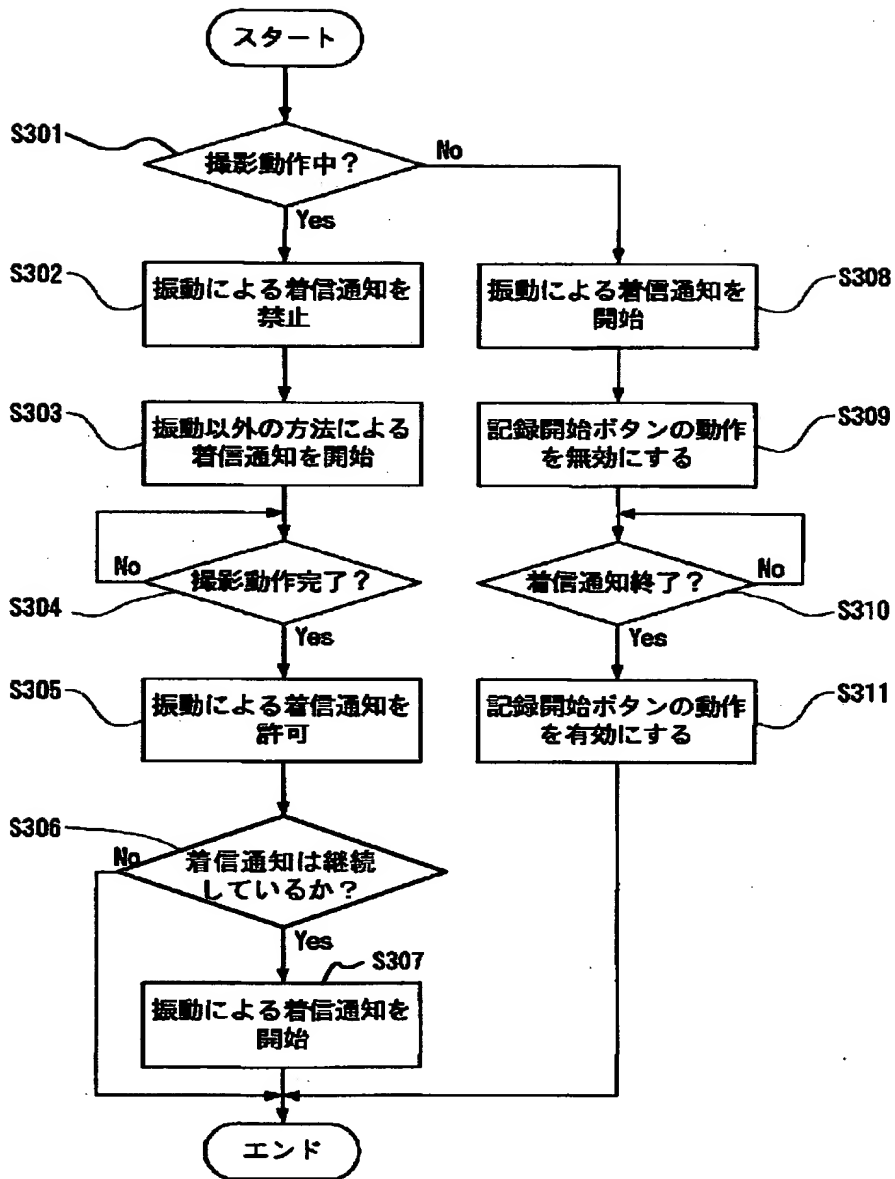 スタート
S301
撮影動作中?
No
Yes
S302
振動による着信通知を
禁止
S308
振動による着信通知を
開始
S303
振動以外の方法による
着信通知を開始
S309
記録開始ボタンの動作
を無効にする
No
撮影動作完了?
S304
Yes
着信通知終了?
No
S310
Yes
S305
振動による着信通知を
許可
S311
記録開始ボタンの動作
を有効にする
S306
No
着信通知は継続
しているか?
Yes
S307
振動による着信通知を
開始
エンド